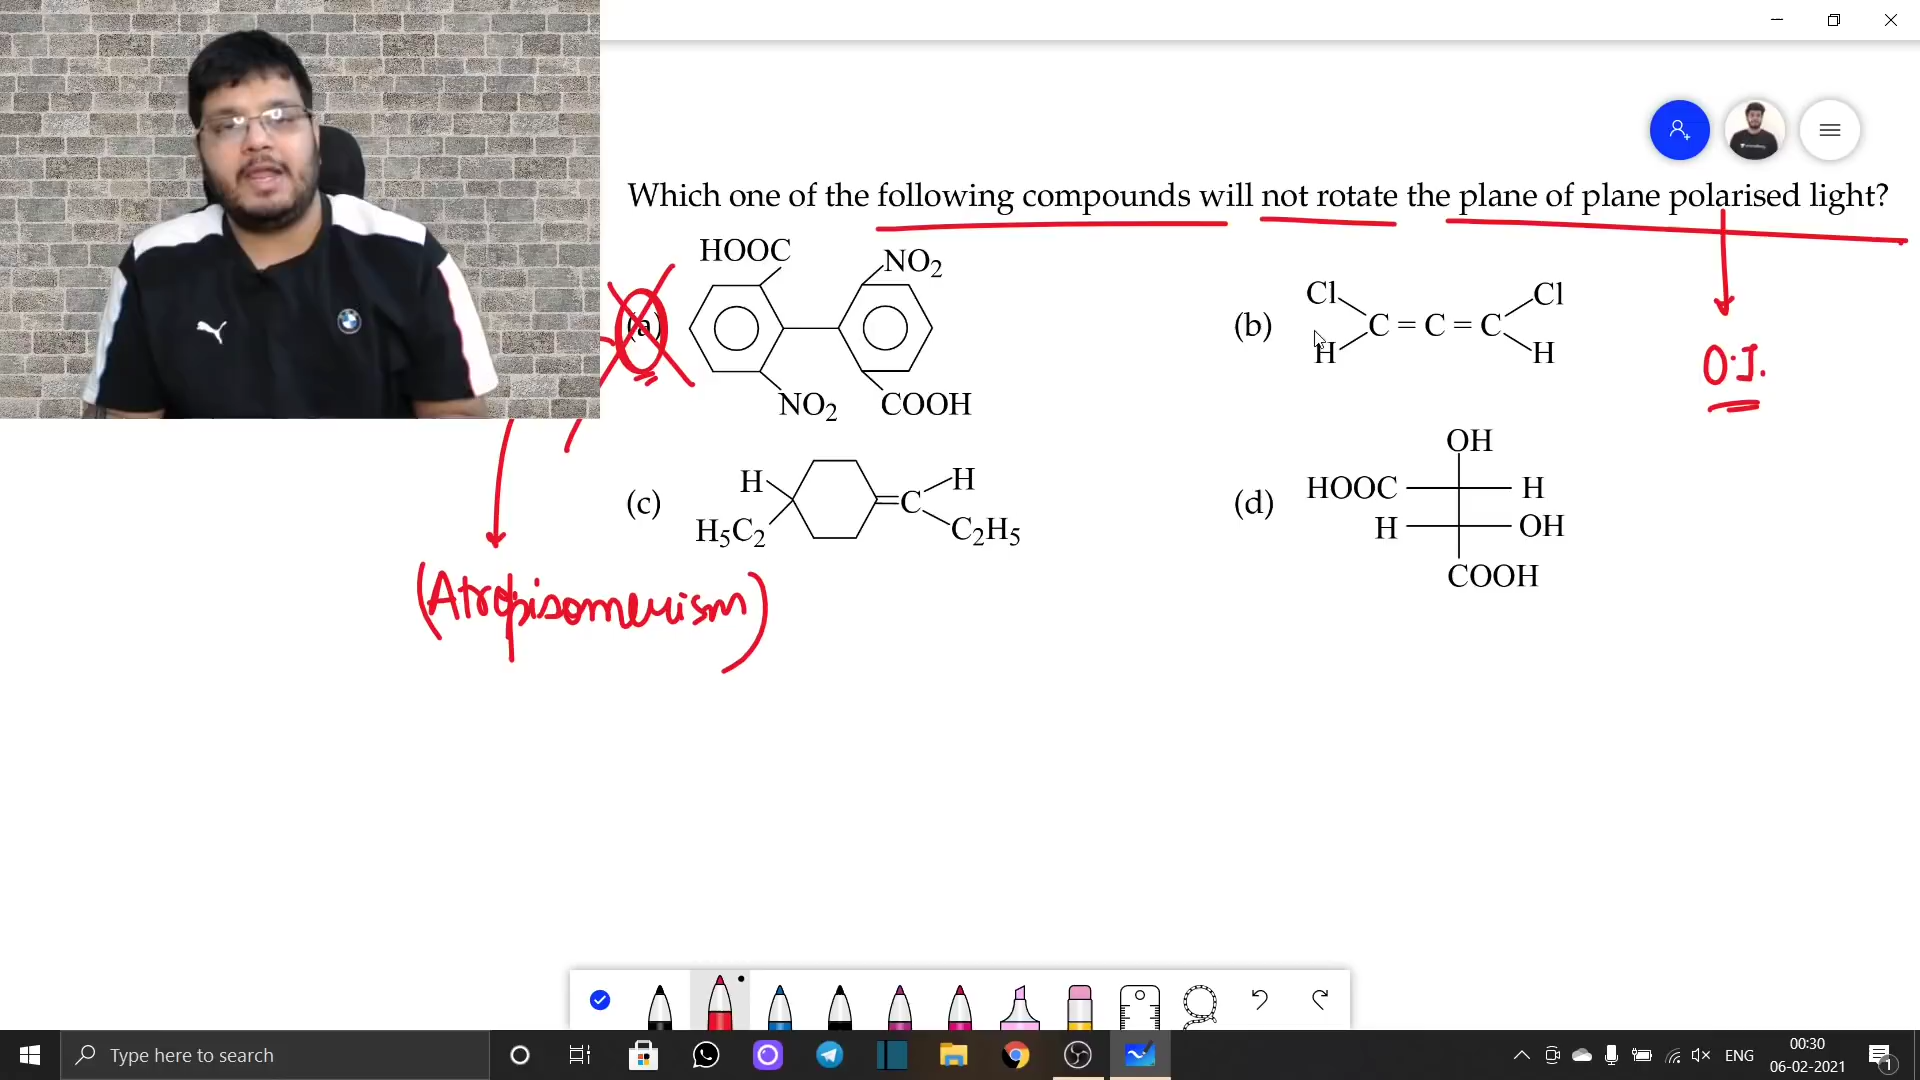 Which one of the following compounds will not rotate the plane of plane polarised light?
(a)
HOOC
NO2
NO2
COOH
(b)
Cl
Cl
C = C = C
H
H
O.I.
(c)
H
H
C
H5C2
C2H5
(d)
OH
HOOC
H
H
OH
COOH
(Atropisomerism)
Type here to search
ENG
00:30
06-02-2021
1